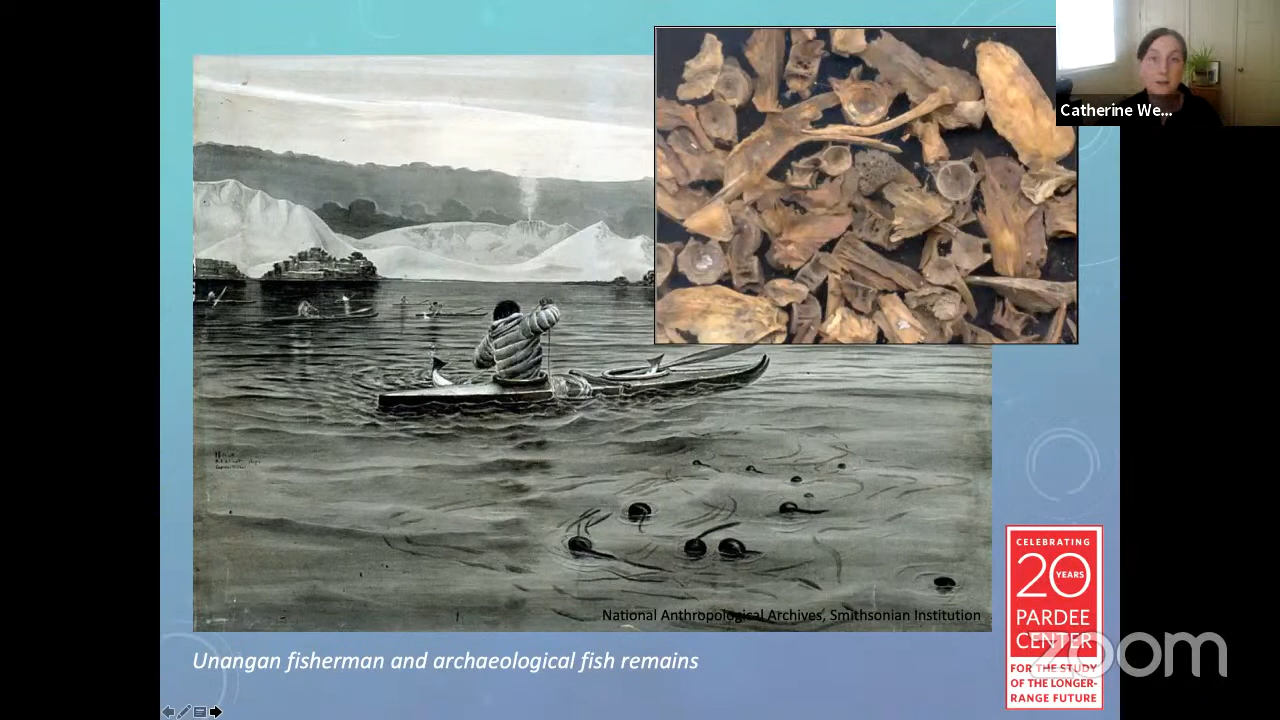 Catherine We...
National Anthropological Archives, Smithsonian Institution
Unangan fisherman and archaeological fish remains
CELEBRATING
20 YEARS
PARDEE
CENTER
FOR THE STUDY
OF THE LONGER-
RANGE FUTURE
zoom